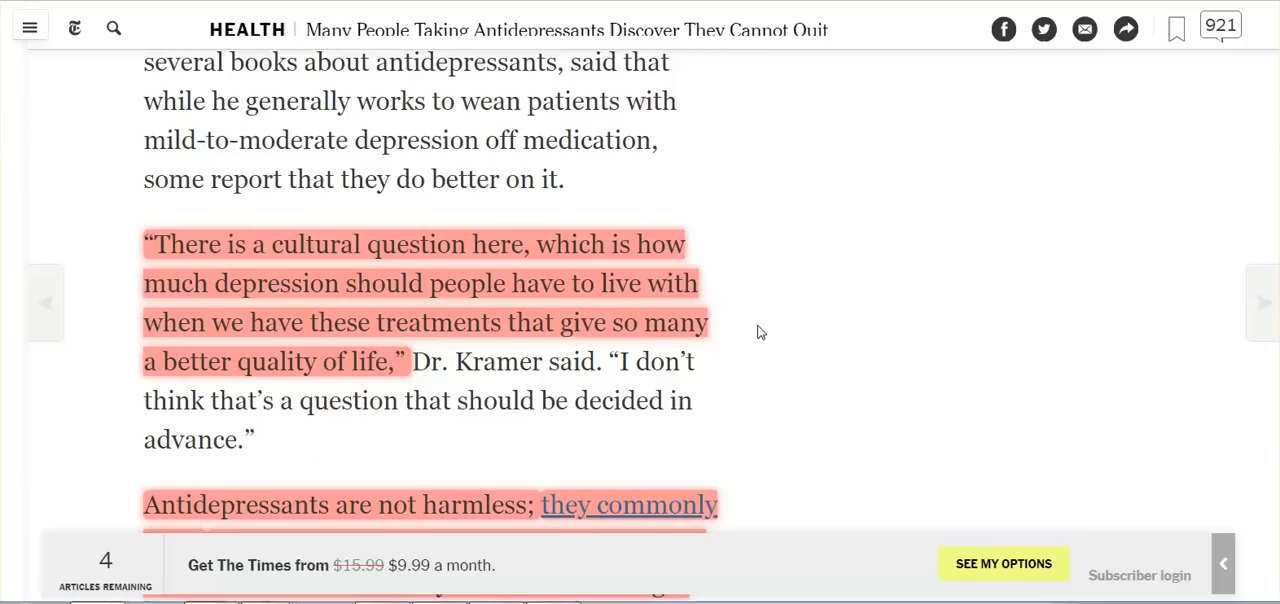 HEALTH | Many People Taking Antidepressants Discover They Cannot Quit
921
several books about antidepressants, said that
while he generally works to wean patients with
mild-to-moderate depression off medication,
some report that they do better on it.
“There is a cultural question here, which is how
much depression should people have to live with
when we have these treatments that give so many
a better quality of life,” Dr. Kramer said. “I don’t
think that’s a question that should be decided in
advance.”
Antidepressants are not harmless; they commonly
4
ARTICLES REMAINING
Get The Times from $15.99 $9.99 a month.
SEE MY OPTIONS
Subscriber login